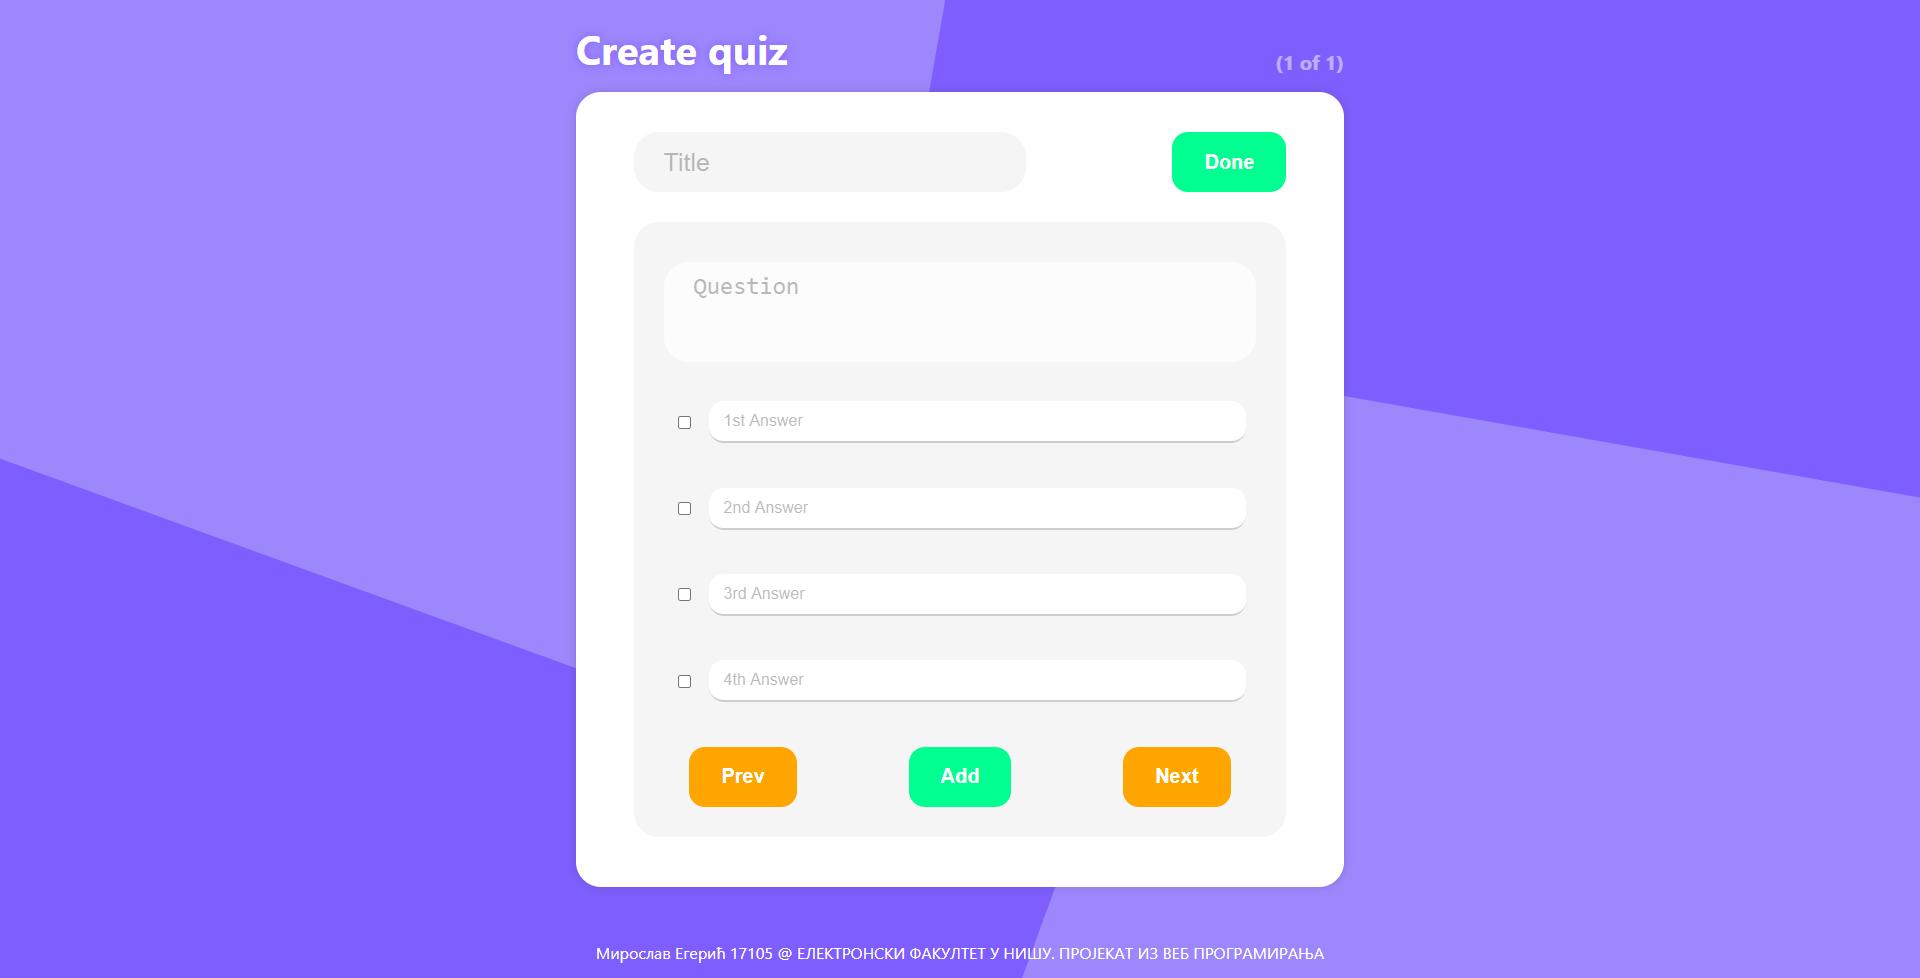 Create quiz
(1 of 1)
Title
Done
Question
1st Answer
2nd Answer
3rd Answer
4th Answer
Prev
Add
Next
Мирослав Егерић 17105 @ ЕЛЕКТРОНСКИ ФАКУЛТЕТ У НИШУ. ПРОЈЕКАТ ИЗ ВЕБ ПРОГРАМИРАЊА